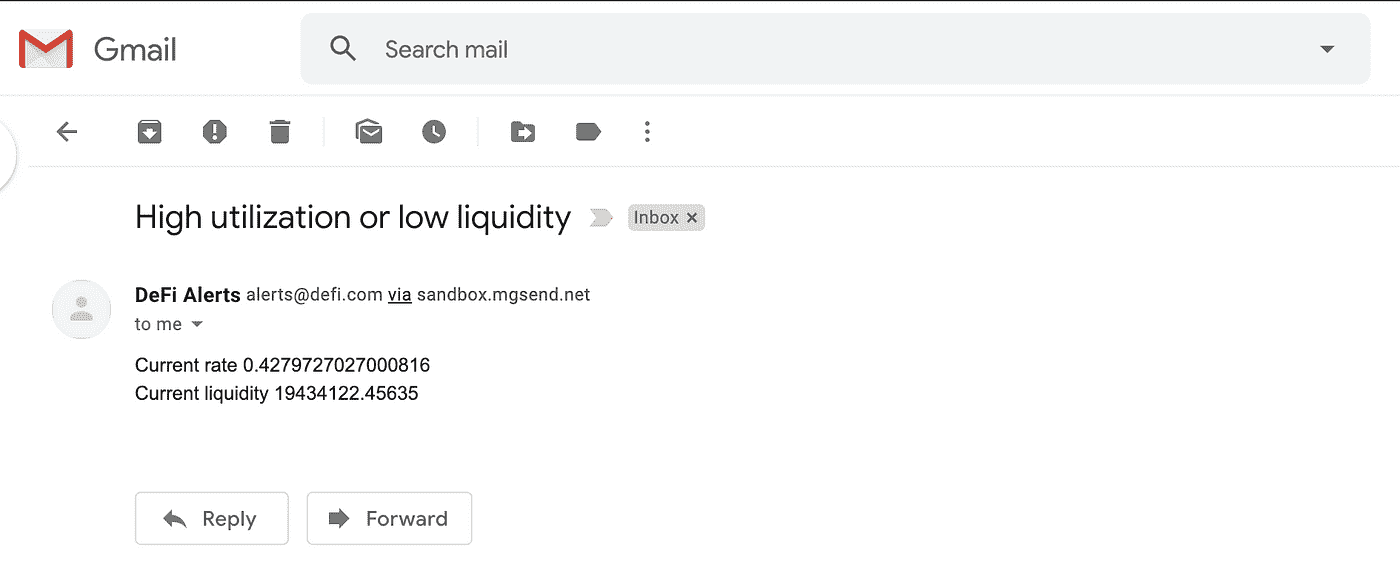 Gmail
Search mail
High utilization or low liquidity Inbox ×
DeFi Alerts alerts@defi.com via sandbox.mgsend.net
to me
Current rate 0.4279727027000816
Current liquidity 19434122.45635
Reply Forward